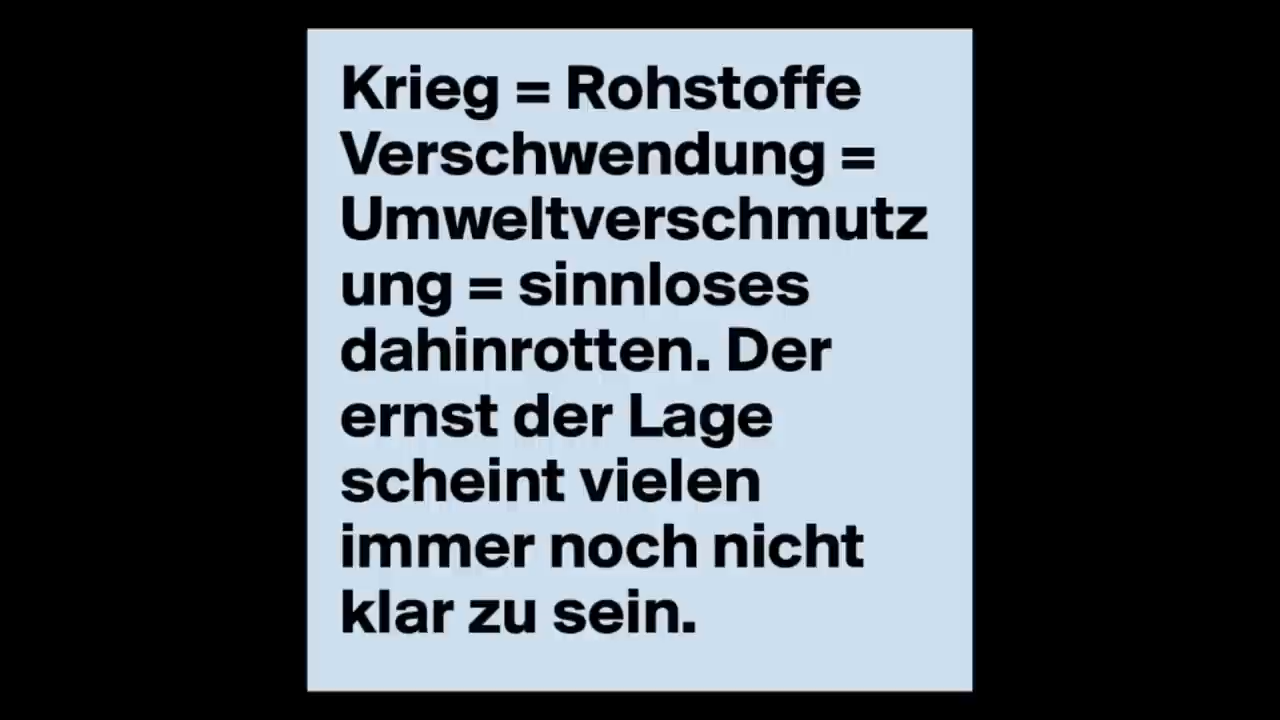 Krieg = Rohstoffe
Verschwendung =
Umweltverschmutz
ung = sinnloses
dahinrotten. Der
ernst der Lage
scheint vielen
immer noch nicht
klar zu sein.